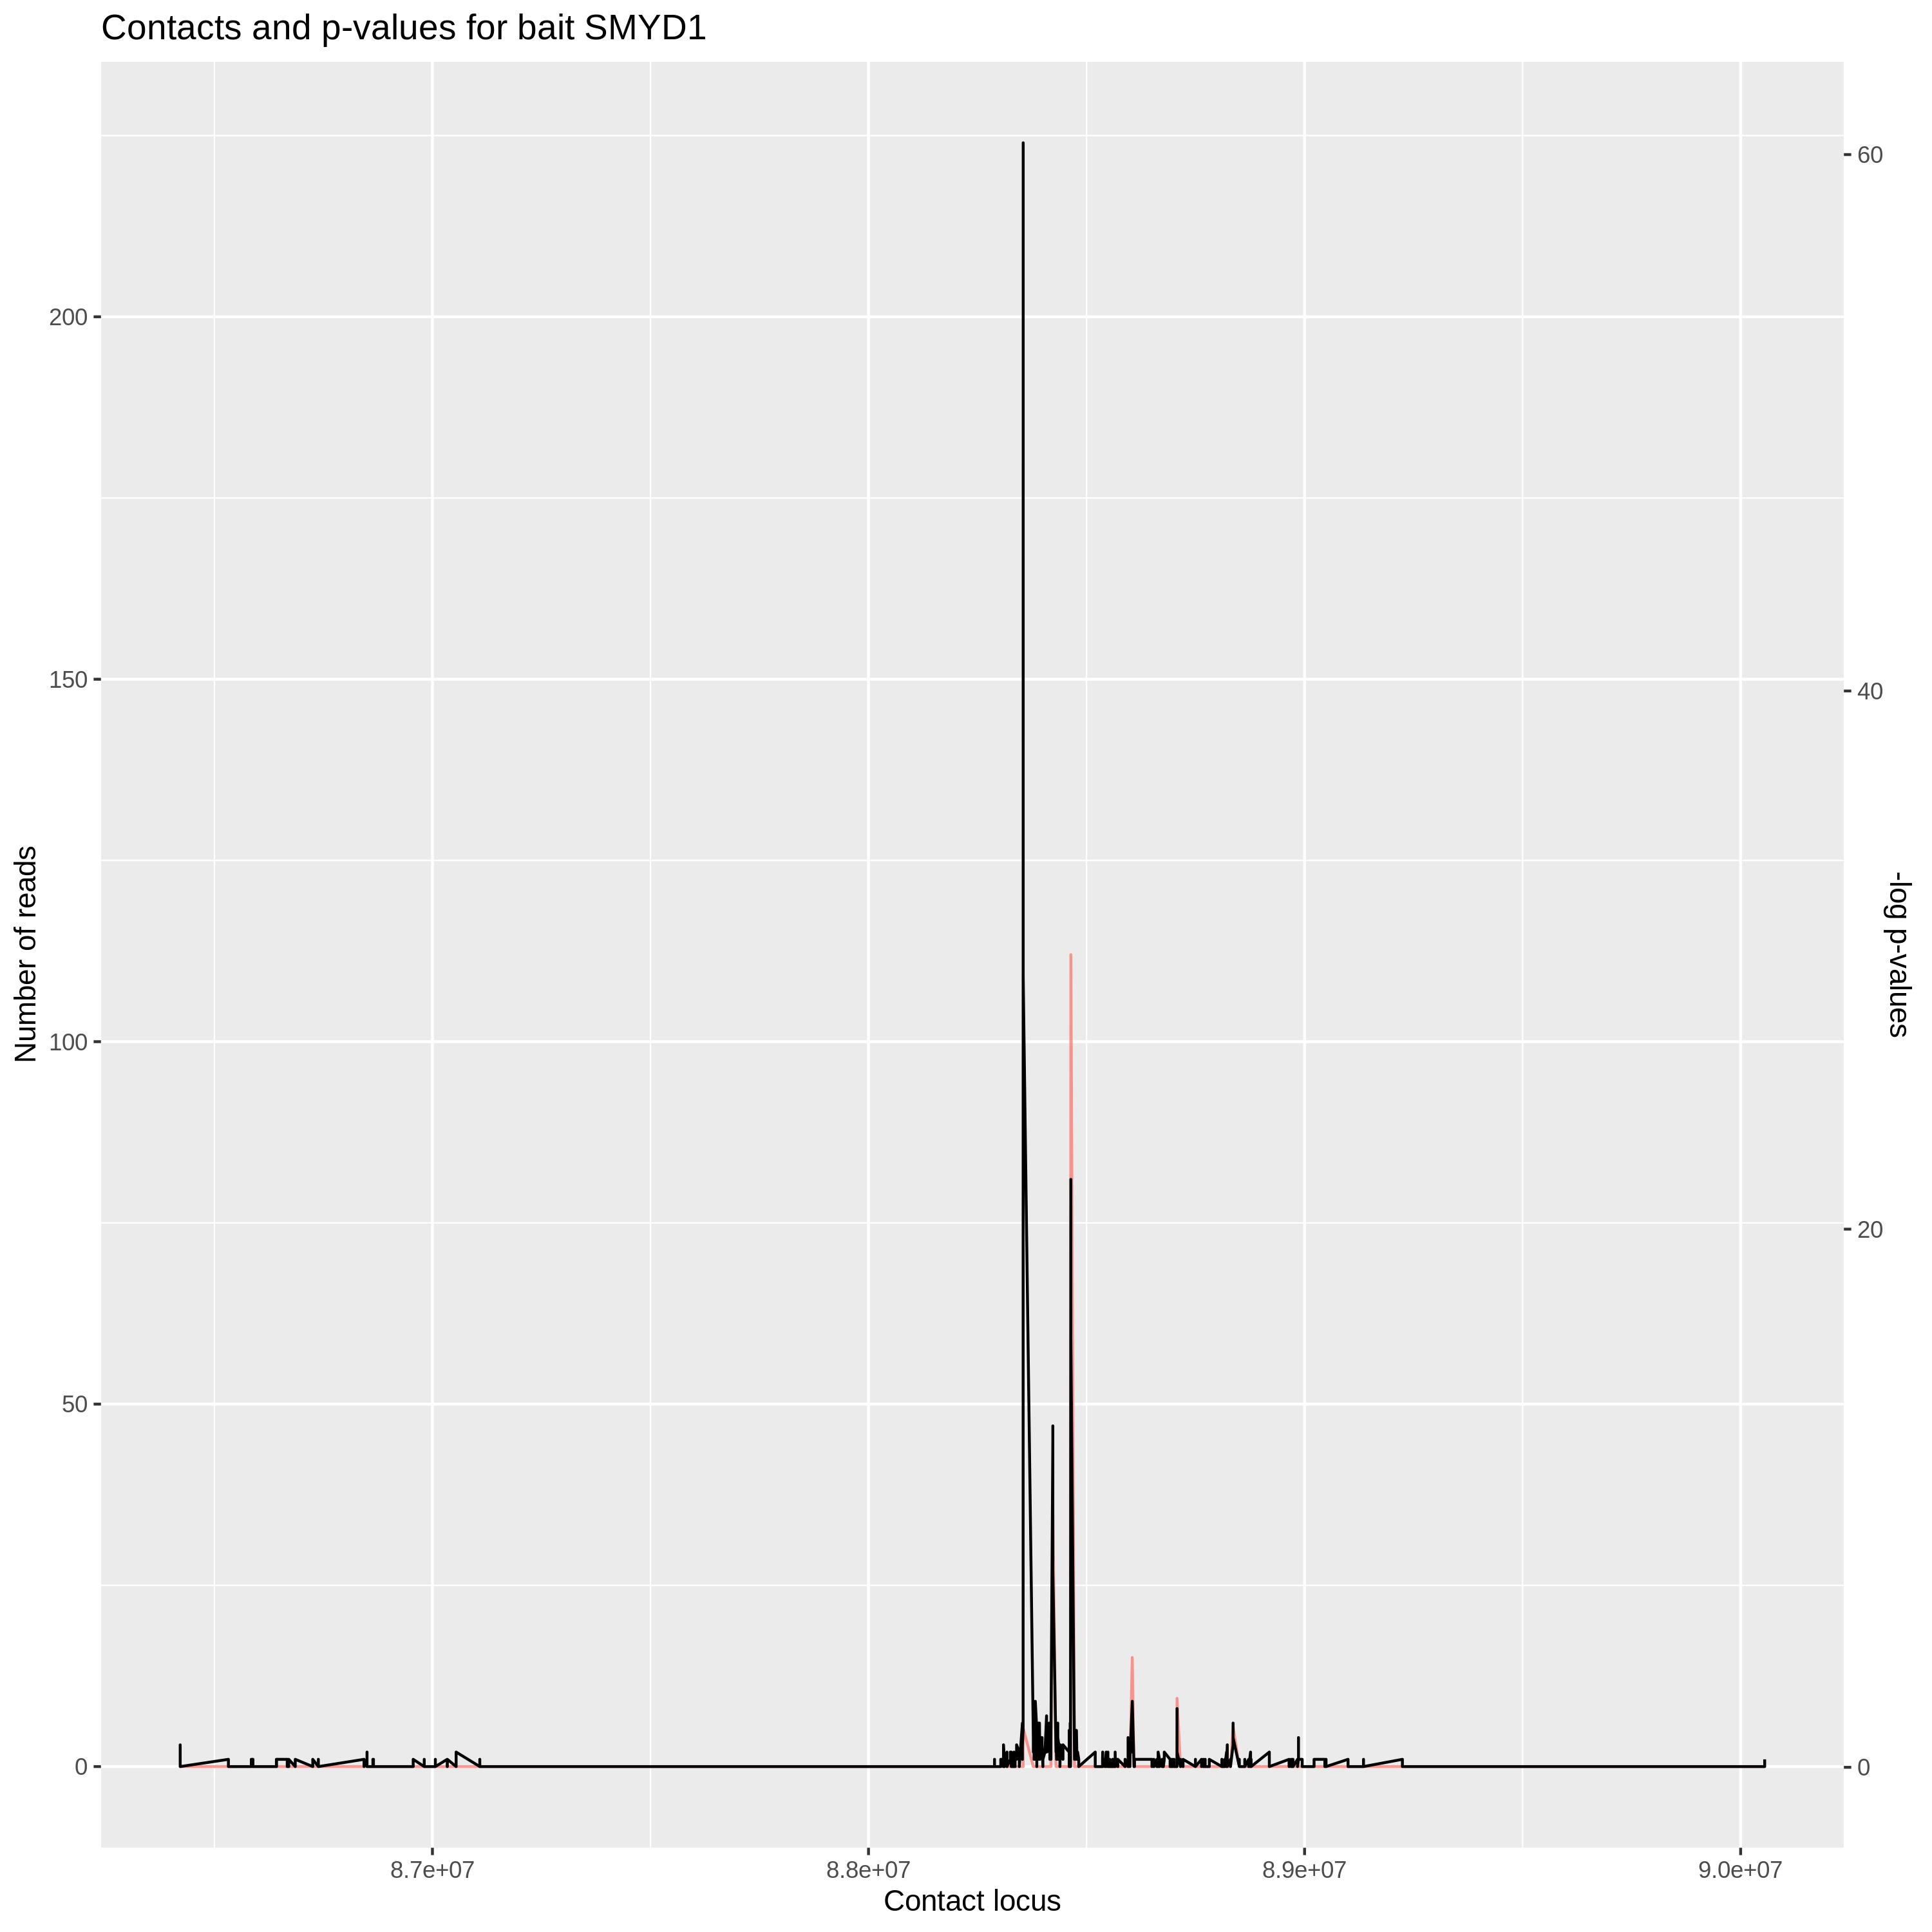 Contacts and p-values for bait SMYD1
Number of reads
200
150
100
50
0
60
40
20
0
-log p-values
8.7e+07
8.8e+07
8.9e+07
9.0e+07
Contact locus